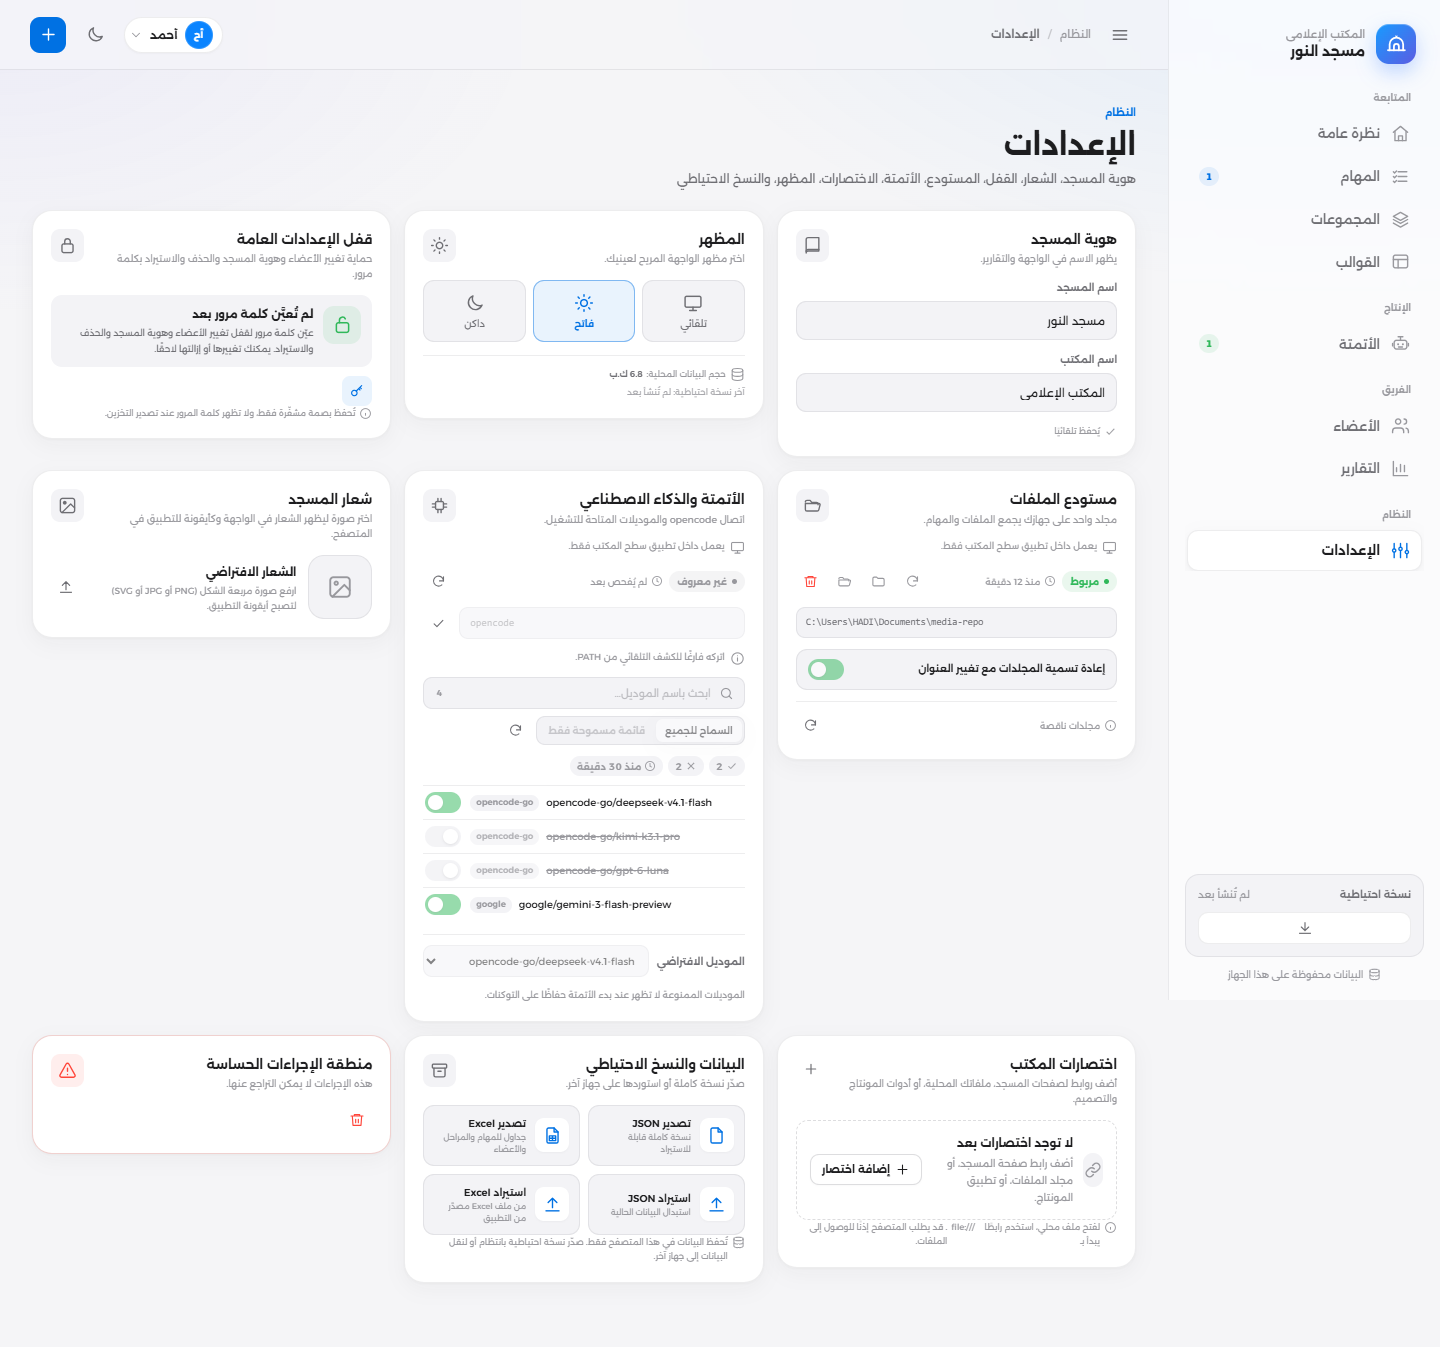 المكتب الإعلامي
مسجد النور
المتابعة
نظرة عامة
المهام
1
المجموعات
القوالب
الإنتاج
الأتمتة
1
الفريق
الأعضاء
التقارير
النظام
الإعدادات
نسخة احتياطية
لم تُنشأ بعد
البيانات محفوظة على هذا الجهاز
النظام / الإعدادات
أح
أحمد
النظام
الإعدادات
هوية المسجد، الشعار، القفل، المستودع، الأتمتة، الاختصارات، المظهر، والنسخ الاحتياطي
هوية المسجد
يظهر الاسم في الواجهة والتقارير.
اسم المسجد
مسجد النور
اسم المكتب
المكتب الإعلامي
يُحفظ تلقائيًا
المظهر
اختر مظهر الواجهة المريح لعينيك.
تلقائي
فاتح
داكن
حجم البيانات المحلية: 6.8 ك.ب
آخر نسخة احتياطية: لم تُنشأ بعد
قفل الإعدادات العامة
حماية تغيير الأعضاء وهوية المسجد والحذف والاستيراد بكلمة
مرور.
لم تُعيَّن كلمة مرور بعد
عيّن كلمة مرور لقفل تغيير الأعضاء وهوية المسجد والحذف
والاستيراد. يمكنك تغييرها أو إزالتها لاحقًا.
تُحفظ بصمة مشفّرة فقط، ولا تظهر كلمة المرور عند تصدير التخزين.
مستودع الملفات
مجلد واحد على جهازك يجمع الملفات والمهام.
يعمل داخل تطبيق سطح المكتب فقط.
مربوط
منذ 12 دقيقة
C:\Users\HADI\Documents\media-repo
إعادة تسمية المجلدات مع تغيير العنوان
مجلدات ناقصة
الأتمتة والذكاء الاصطناعي
اتصال opencode والموديلات المتاحة للتشغيل.
يعمل داخل تطبيق سطح المكتب فقط.
غير معروف
لم يُفحص بعد
opencode
اتركه فارغًا للكشف التلقائي من PATH.
ابحث باسم الموديل...
4
السماح للجميع
قائمة مسموحة فقط
2
2
منذ 30 دقيقة
opencode-go/deepseek-v4.1-flash
opencode-go
opencode-go/kimi-k3.1-pro
opencode-go
opencode-go/gpt-6-luna
opencode-go
google/gemini-3-flash-preview
google
الموديل الافتراضي
opencode-go/deepseek-v4.1-flash
الموديلات الممنوعة لا تظهر عند بدء الأتمتة حفاظًا على التوكنات.
شعار المسجد
اختر صورة ليظهر الشعار في الواجهة وكأيقونة للتطبيق في
المتصفح.
الشعار الافتراضي
ارفع صورة مربعة الشكل (PNG أو JPG أو SVG)
لتصبح أيقونة التطبيق.
اختصارات المكتب
أضف روابط لصفحات المسجد، ملفاتك المحلية، أو أدوات المونتاج
والتصميم.
لا توجد اختصارات بعد
أضف رابط صفحة المسجد، أو
مجلد الملفات، أو تطبيق
المونتاج.
إضافة اختصار
لفتح ملف محلي، استخدم رابطًا
يبدأ بـ
file:///
. قد يطلب المتصفح إذنًا للوصول إلى
الملفات.
البيانات والنسخ الاحتياطي
صدّر نسخة كاملة أو استوردها على جهاز آخر.
تصدير JSON
نسخة كاملة قابلة
للاستيراد
تصدير Excel
جداول للمهام والمراحل
والأعضاء
استيراد JSON
استبدال البيانات الحالية
استيراد Excel
من ملف Excel مصدّر
من التطبيق
تُحفظ البيانات في هذا المتصفح فقط. صدّر نسخة احتياطية بانتظام أو لنقل
البيانات إلى جهاز آخر.
منطقة الإجراءات الحساسة
هذه الإجراءات لا يمكن التراجع عنها.